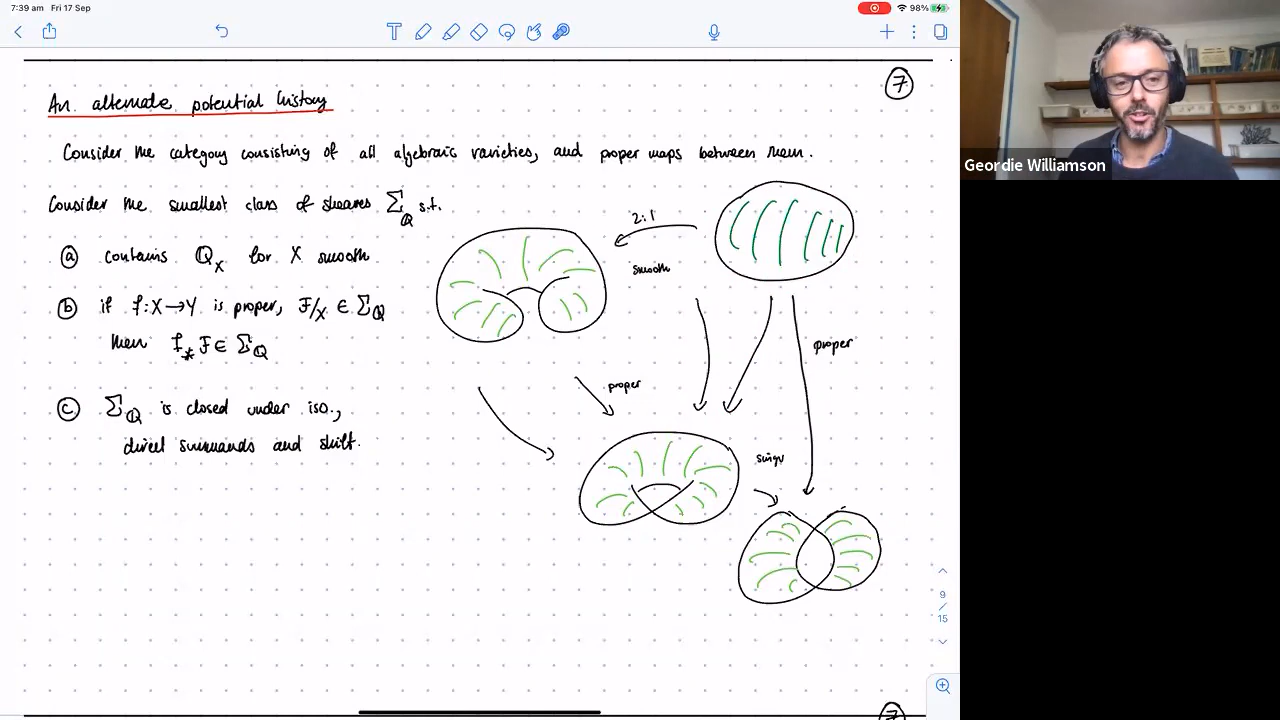 7:39 am Fri 17 Sep
98%
7
An alternate potential history
Consider the category consisting of all algebraic varieties, and proper maps between them.
Consider the smallest class of sheaves Σ_ℚ s.t.
(a) contains ℚ_X for X smooth
(b) if f: X → Y is proper, F/X ∈ Σ_ℚ
then f_* F ∈ Σ_ℚ
(c) Σ_ℚ is closed under iso.,
direct summands and shift.
2:1
smooth
proper
proper
singu
9
/
15
Geordie Williamson